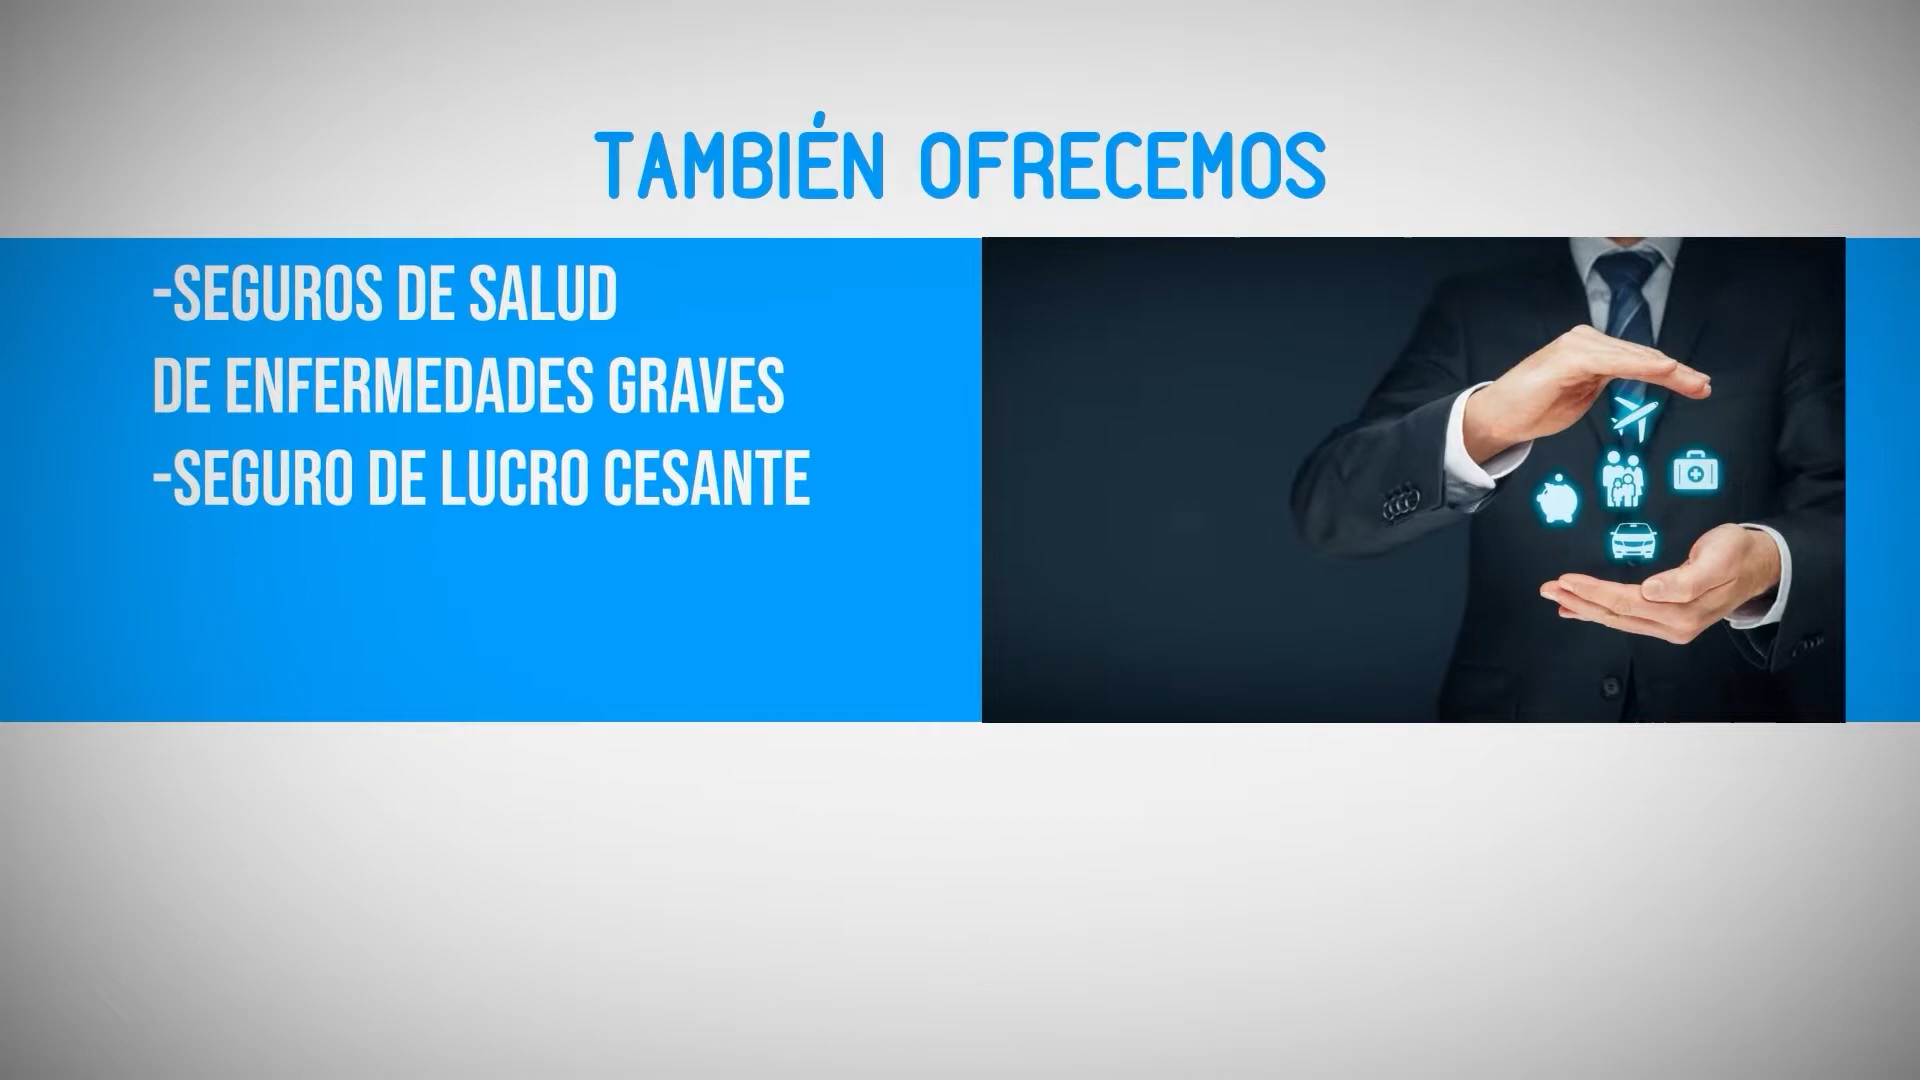 TAMBIÉN OFRECEMOS
-SEGUROS DE SALUD
DE ENFERMEDADES GRAVES
-SEGURO DE LUCRO CESANTE